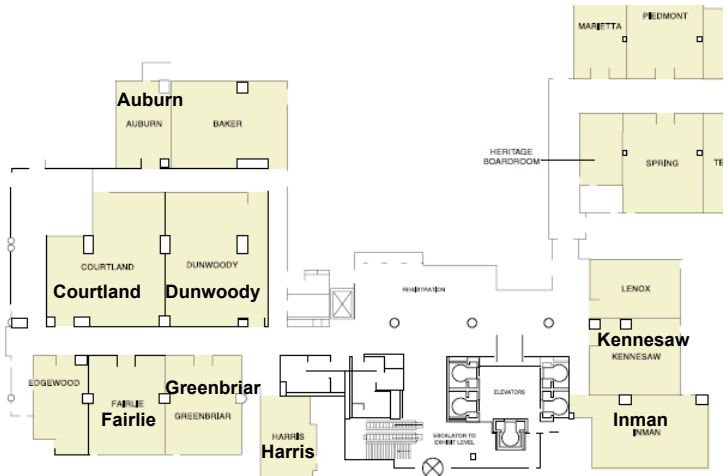 MARIETTA
PIEDMONT
Auburn
AUBURN
BAKER
HERITAGE
BOARDROOM
SPRING
TE
COURTLAND
DUNWOODY
Courtland
Dunwoody
REGISTRATION
LENOX
Kennesaw
KENNESAW
EDGEWOOD
Greenbriar
FAIRLIE
GREENBRIAR
Fairlie
ELEVATORS
HARRIS
Harris
ESCALATOR TO
EXHIBIT LEVEL
Inman
INMAN